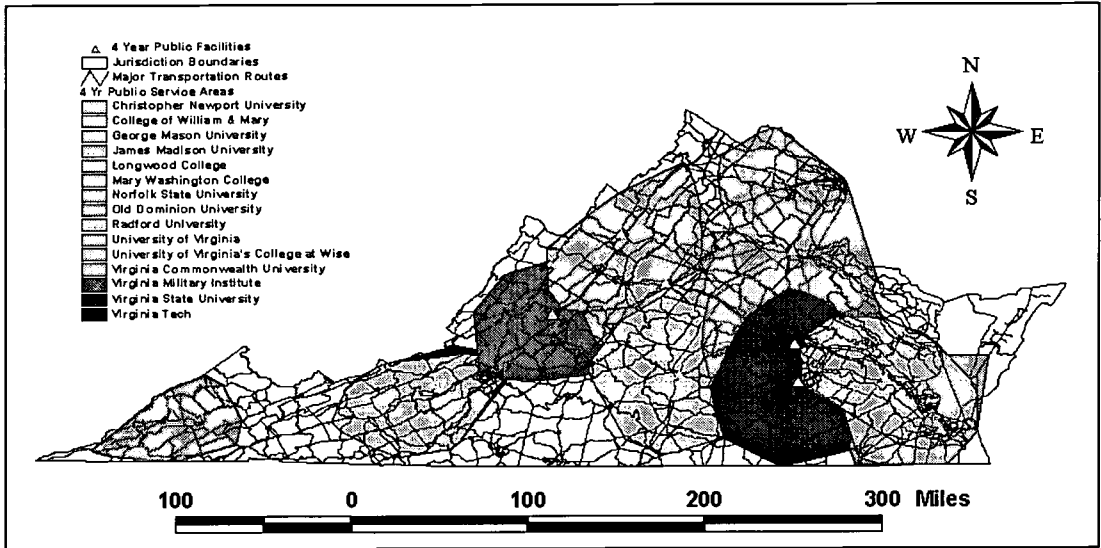 4 Year Public Facilities
Jurisdiction Boundaries
Major Transportation Routes
4 Yr Public Service Areas
Christopher Newport University
College of William & Mary
George Mason University
James Madison University
Longwood College
Mary Washington College
Norfolk State University
Old Dominion University
Radford University
University of Virginia
University of Virginia's College at Wise
Virginia Commonwealth University
Virginia Military Institute
Virginia State University
Virginia Tech
N
W E
S
100 0 100 200 300 Miles